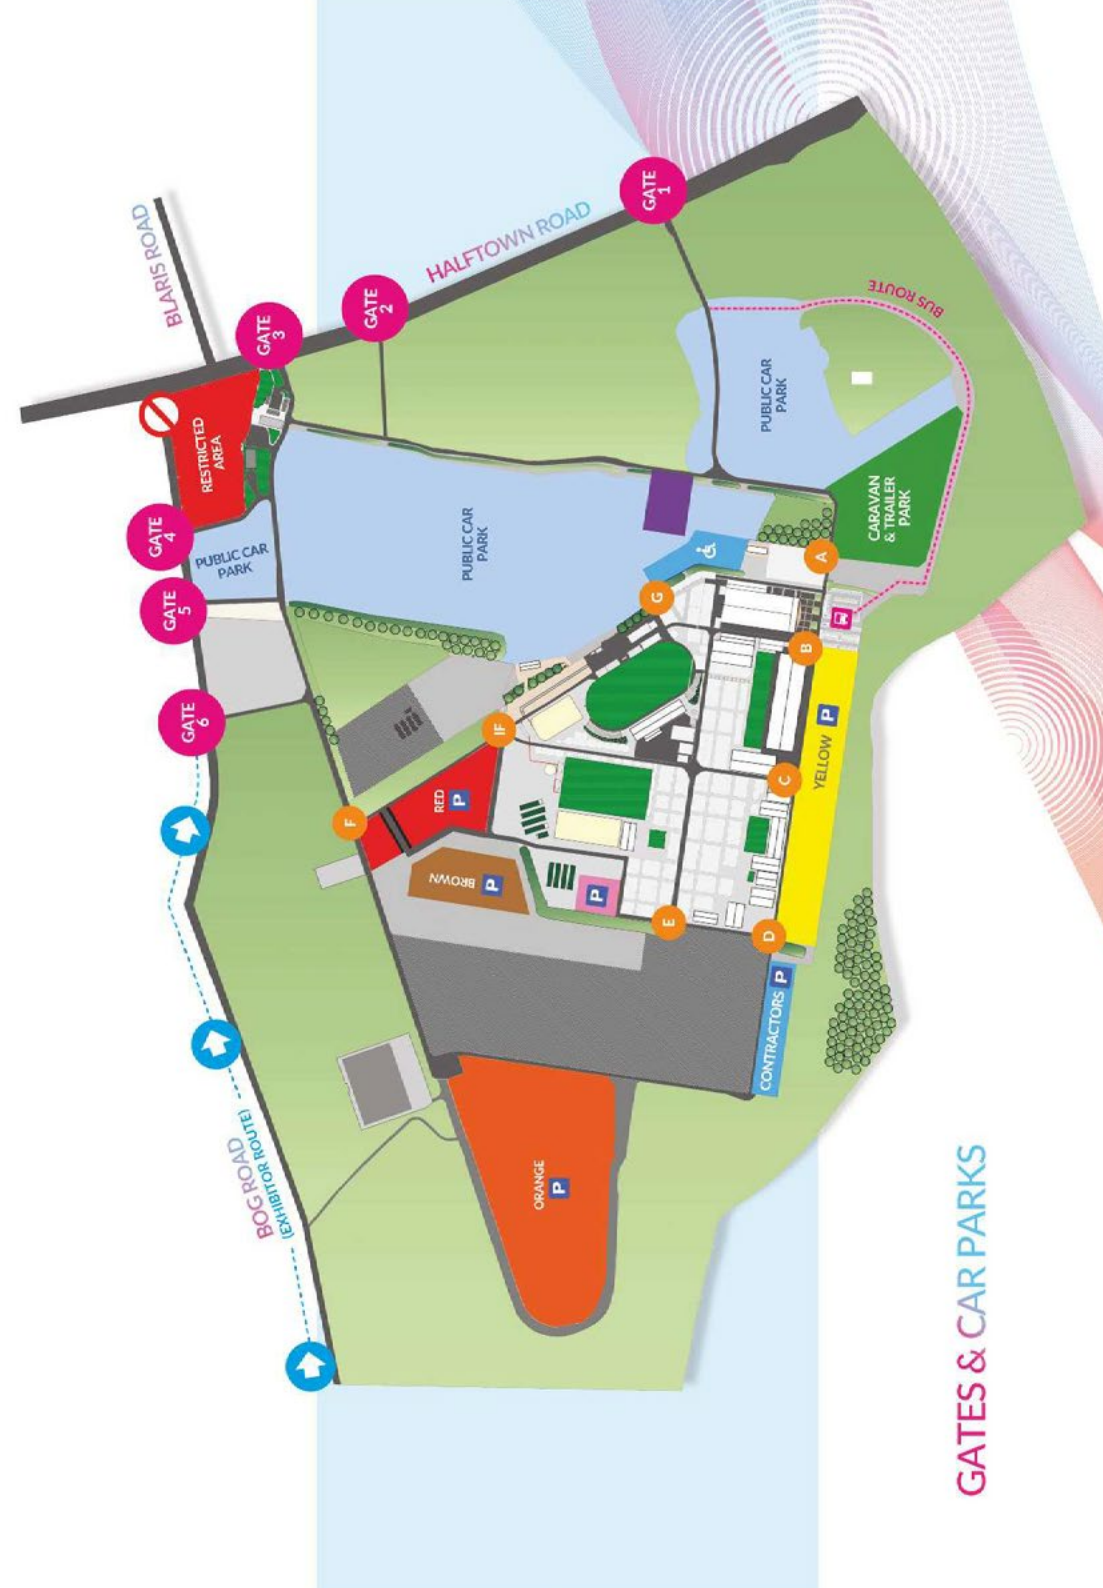 BLARIS ROAD
HALFTOWN ROAD
GATE
1
GATE
2
GATE
3
RESTRICTED
AREA
GATE
4
GATE
5
GATE
6
PUBLIC CAR
PARK
PUBLIC CAR
PARK
PUBLIC CAR
PARK
BUS ROUTE
CARAVAN
& TRAILER
PARK
A
B
C
D
E
F
IF
G
YELLOW P
RED
P
BROWN
P
P
CONTRACTORS P
ORANGE
P
BOG ROAD
(EXHIBITOR ROUTE)
GATES & CAR PARKS